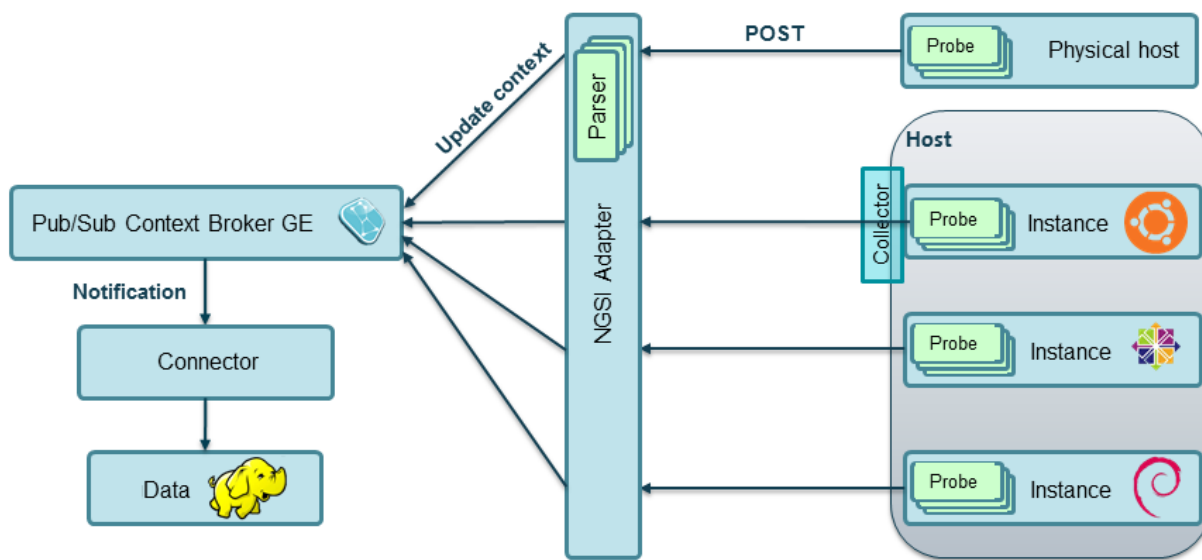 POST
Probe
Physical host
Update context
Parser
Host
Pub/Sub Context Broker GE
NGSI Adapter
Collector
Probe
Instance
Notification
Connector
Probe
Instance
Data
Probe
Instance